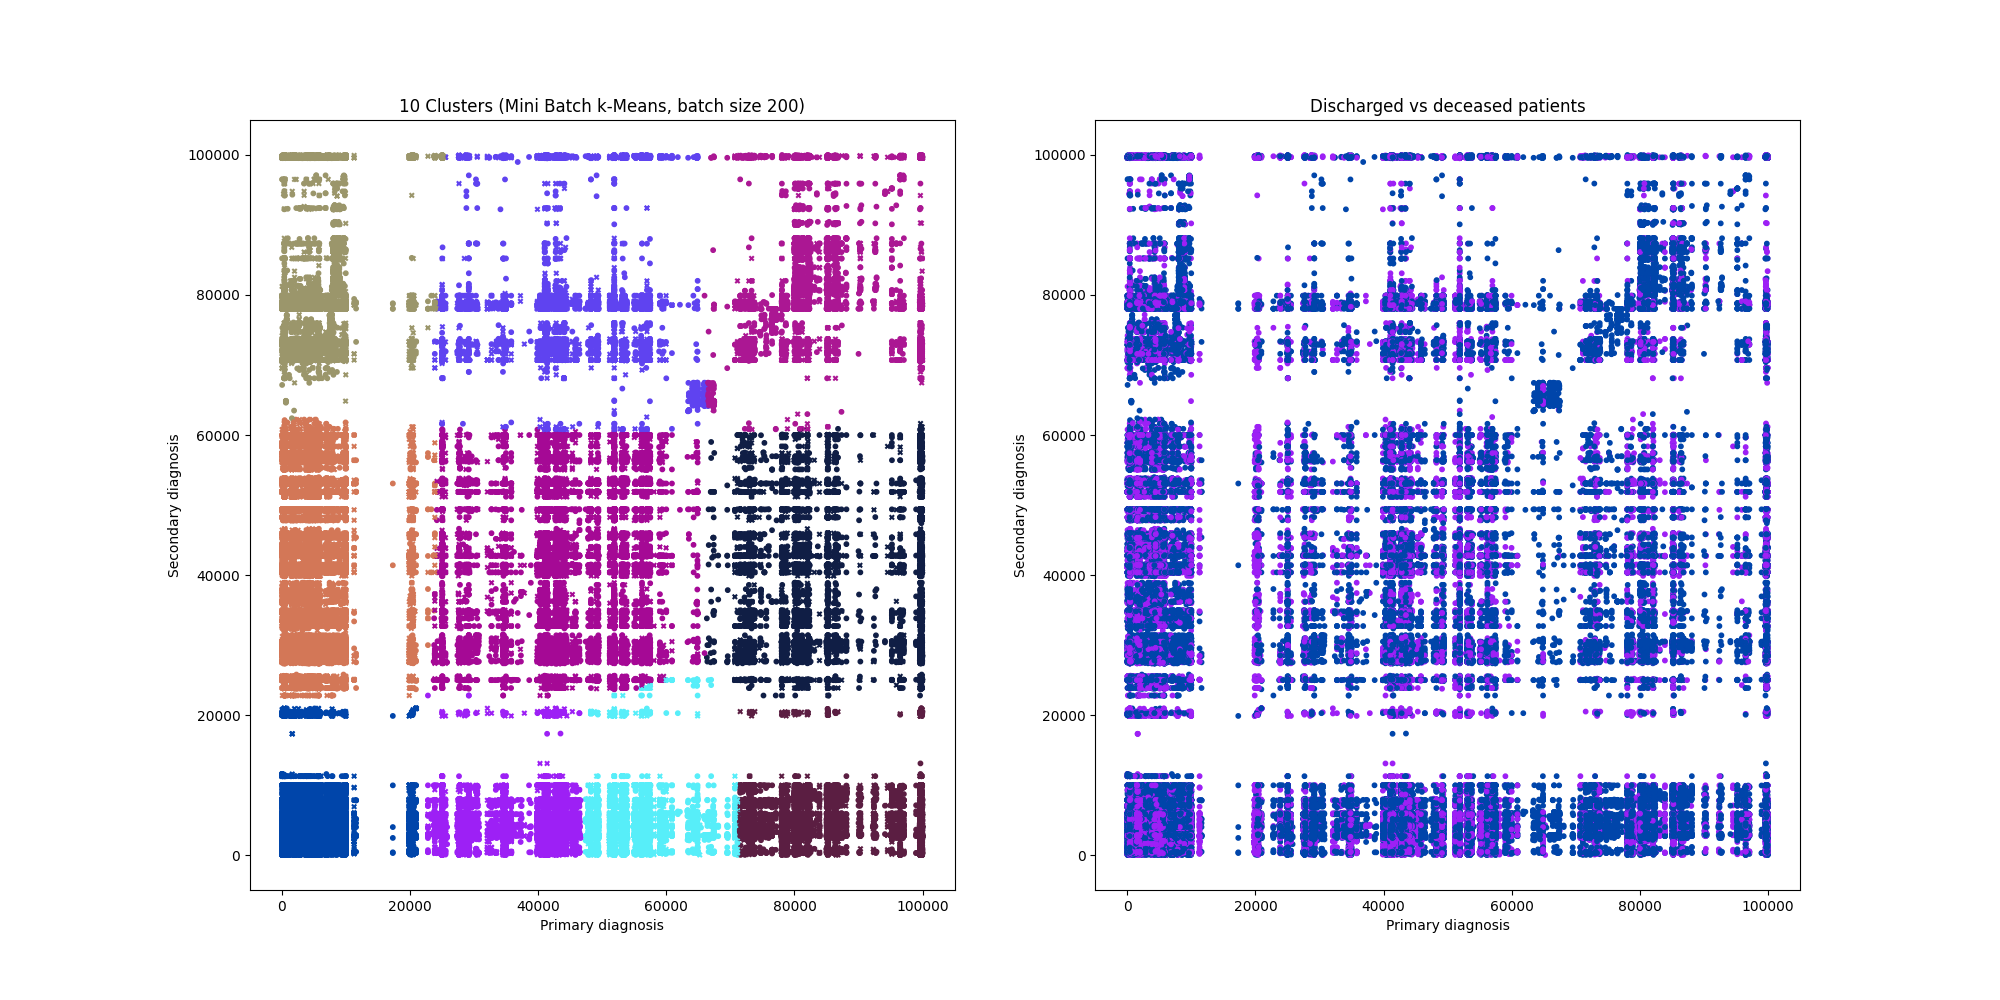 10 Clusters (Mini Batch k-Means, batch size 200)
100000
80000
60000
40000
20000
0
Secondary diagnosis
0 20000 40000 60000 80000 100000
Primary diagnosis
Discharged vs deceased patients
100000
80000
60000
40000
20000
0
Secondary diagnosis
0 20000 40000 60000 80000 100000
Primary diagnosis